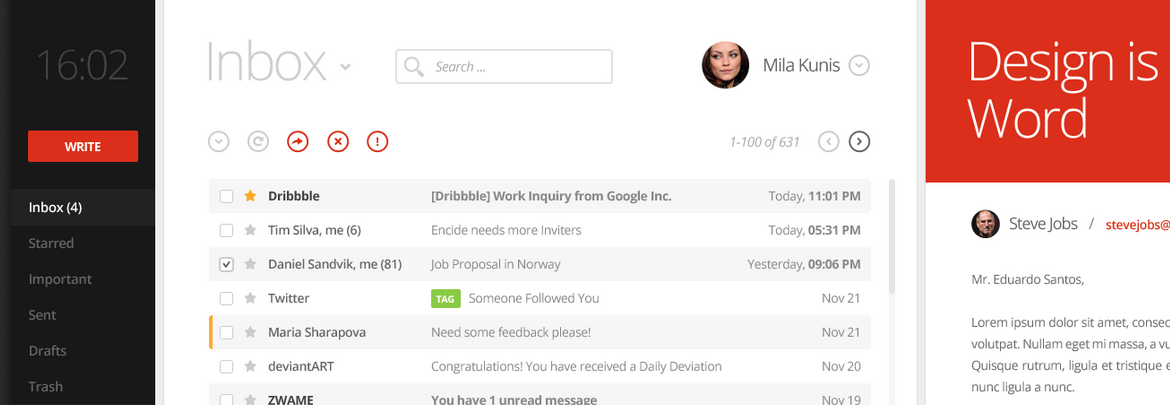 16:02
WRITE
Inbox (4)
Starred
Important
Sent
Drafts
Trash
Inbox
Search ...
Mila Kunis
1-100 of 631
Dribbble [Dribbble] Work Inquiry from Google Inc. Today, 11:01 PM
Tim Silva, me (6) Encide needs more Inviters Today, 05:31 PM
Daniel Sandvik, me (81) Job Proposal in Norway Yesterday, 09:06 PM
Twitter TAG Someone Followed You Nov 21
Maria Sharapova Need some feedback please! Nov 21
deviantART Congratulations! You have received a Daily Deviation Nov 20
ZWAME You have 1 unread message Nov 19
Design is
Word
Steve Jobs / stevejobs@
Mr. Eduardo Santos,
Lorem ipsum dolor sit amet, consec
volutpat. Nullam eget mi massa, a vu
Quisque rutrum, ligula et tristique e
nunc ligula a nunc.